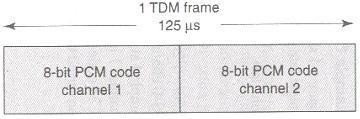 1 TDM frame
125 µs
8-bit PCM code
channel 1
8-bit PCM code
channel 2